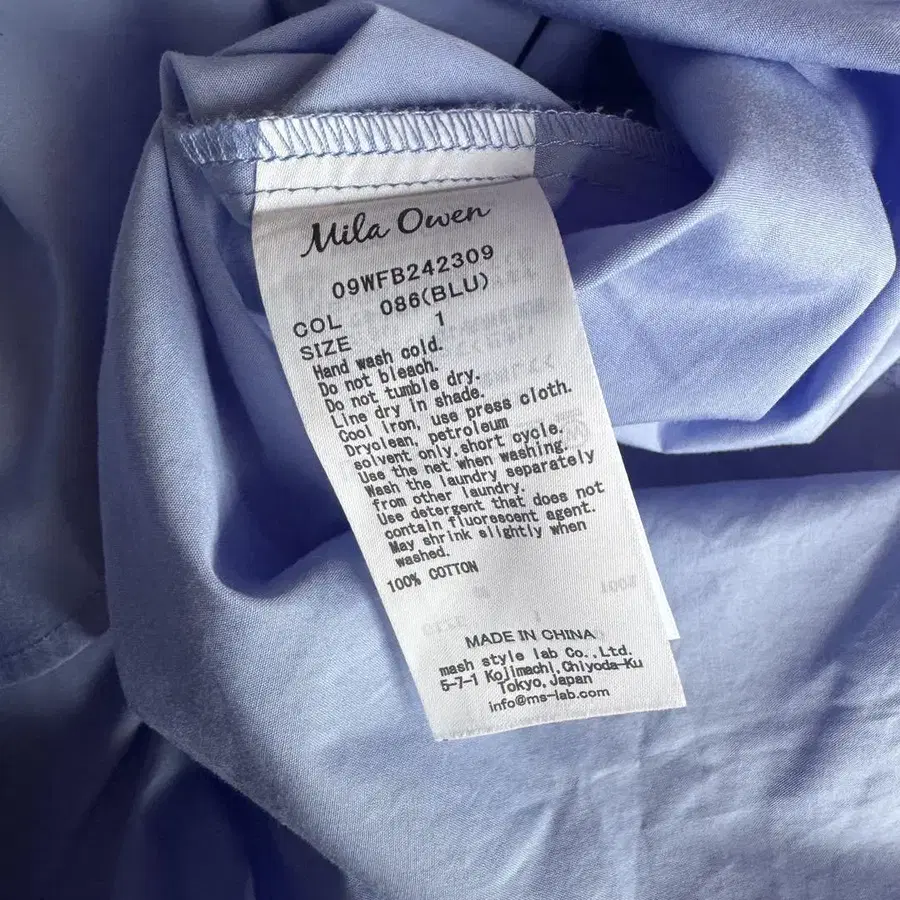 Mila Owen
09WFB242309
COL 086(BLU)
SIZE 1
Hand wash cold.
Do not bleach.
Do not tumble dry.
Line dry in shade.
Cool iron, use press cloth.
Dryclean, petroleum
solvent only,short cycle.
Use the net when washing.
Wash the laundry separately
from other laundry.
Use detergent that does not
contain fluorescent agent.
May shrink slightly when
washed.
100% COTTON
MADE IN CHINA
mash style lab Co.,Ltd.
5-7-1 Kojimachi,Chiyoda-Ku
Tokyo,Japan
info@ms-lab.com